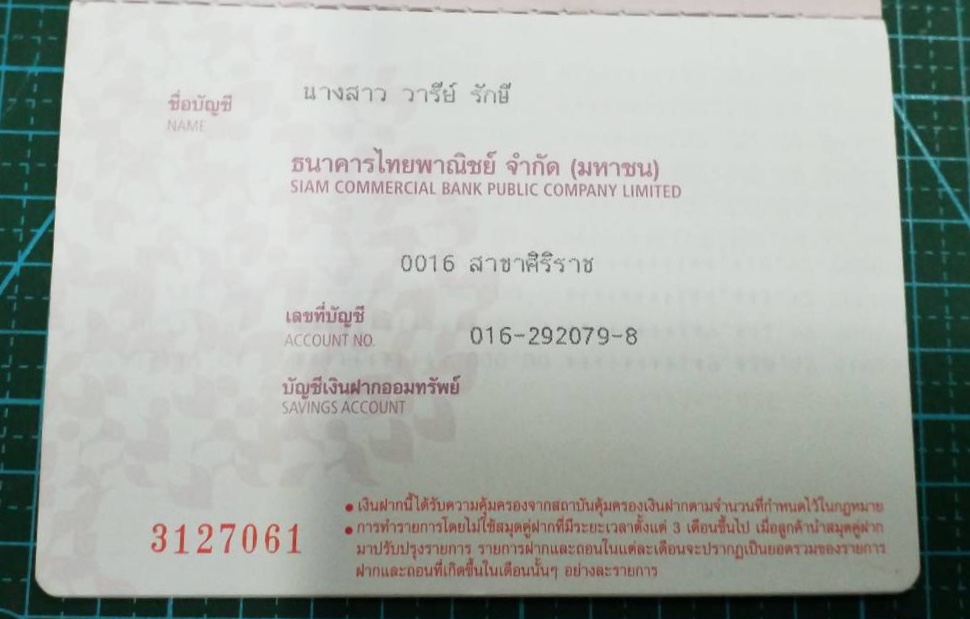 ชื่อบัญชี นางสาว วารีย์ รักษี
NAME
ธนาคารไทยพาณิชย์ จำกัด (มหาชน)
SIAM COMMERCIAL BANK PUBLIC COMPANY LIMITED
0016 สาขาศิริราช
เลขที่บัญชี
ACCOUNT NO. 016-292079-8
บัญชีเงินฝากออมทรัพย์
SAVINGS ACCOUNT
• เงินฝากนี้ได้รับความคุ้มครองจากสถาบันคุ้มครองเงินฝากตามจำนวนที่กำหนดไว้ในกฎหมาย
• การทำรายการโดยไม่ใช้สมุดคู่ฝากที่มีระยะเวลาตั้งแต่ 3 เดือนขึ้นไป เมื่อลูกค้านำสมุดคู่ฝาก
มาปรับปรุงรายการ รายการฝากและถอนในแต่ละเดือนจะปรากฏเป็นยอดรวมของรายการ
ฝากและถอนที่เกิดขึ้นในเดือนนั้นๆ อย่างละรายการ
3127061